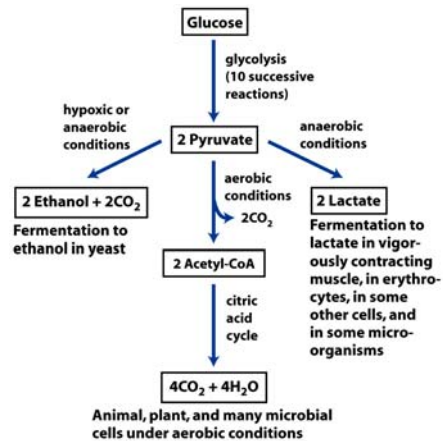 Glucose
glycolysis
(10 successive
reactions)
hypoxic or
anaerobic
conditions
2 Pyruvate
anaerobic
conditions
2 Ethanol + 2CO₂
Fermentation to
ethanol in yeast
aerobic
conditions
2CO₂
2 Lactate
Fermentation to
lactate in vigor-
ously contracting
muscle, in erythro-
cytes, in some
other cells, and
in some micro-
organisms
2 Acetyl-CoA
citric
acid
cycle
4CO₂ + 4H₂O
Animal, plant, and many microbial
cells under aerobic conditions